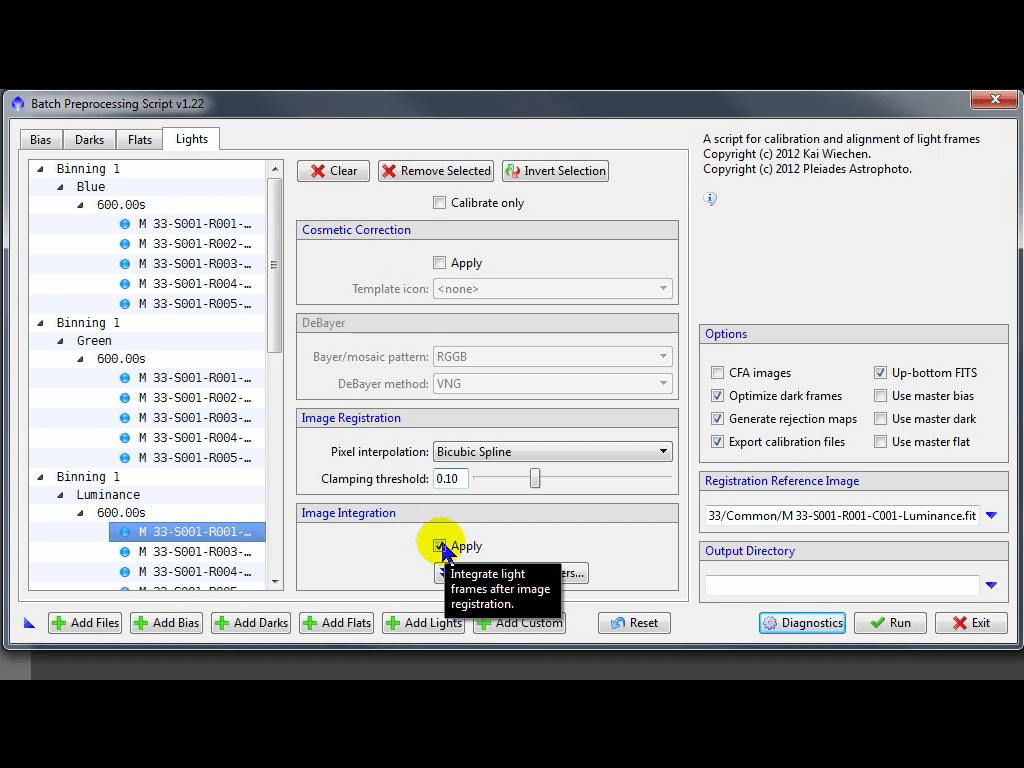 Batch Preprocessing Script v1.22
Bias
Darks
Flats
Lights
Binning 1
Blue
600.00s
M 33-S001-R001-…
M 33-S001-R002-…
M 33-S001-R003-…
M 33-S001-R004-…
M 33-S001-R005-…
Binning 1
Green
600.00s
M 33-S001-R001-…
M 33-S001-R002-…
M 33-S001-R003-…
M 33-S001-R004-…
M 33-S001-R005-…
Binning 1
Luminance
600.00s
M 33-S001-R001-…
M 33-S001-R003-…
M 33-S001-R004-…
Clear
Remove Selected
Invert Selection
Calibrate only
Cosmetic Correction
Apply
Template icon: <none>
DeBayer
Bayer/mosaic pattern: RGGB
DeBayer method: VNG
Image Registration
Pixel interpolation: Bicubic Spline
Clamping threshold: 0.10
Image Integration
Apply
Integrate light
frames after image
registration.
A script for calibration and alignment of light frames
Copyright (c) 2012 Kai Wiechen.
Copyright (c) 2012 Pleiades Astrophoto.
Options
CFA images
Up-bottom FITS
Optimize dark frames
Use master bias
Generate rejection maps
Use master dark
Export calibration files
Use master flat
Registration Reference Image
33/Common/M 33-S001-R001-C001-Luminance.fit
Output Directory
Add Files
Add Bias
Add Darks
Add Flats
Add Lights
Add Custom
Reset
Diagnostics
Run
Exit